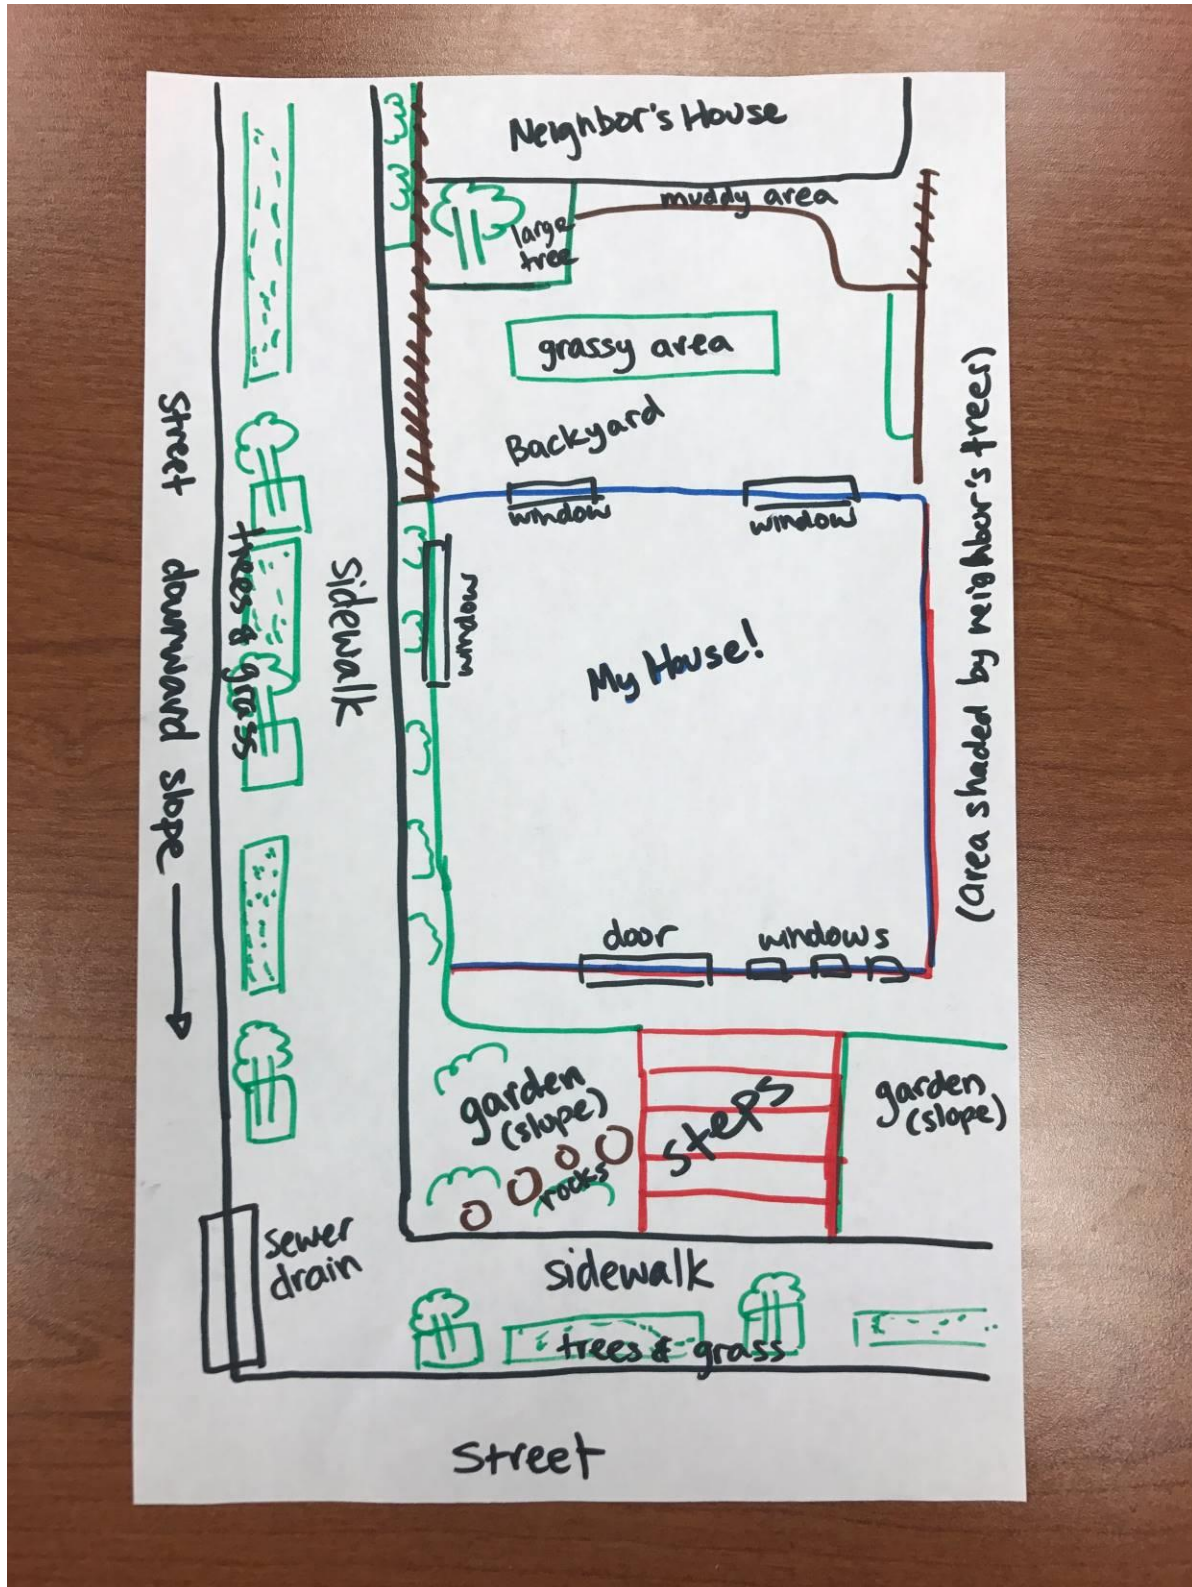 Neighbor's House
muddy area
large
tree
grassy area
Backyard
window
window
window
My House!
(area shaded by neighbor's trees)
Street downward slope
trees & grass
sidewalk
door
windows
garden
(slope)
rocks
steps
garden
(slope)
sewer
drain
sidewalk
trees & grass
Street